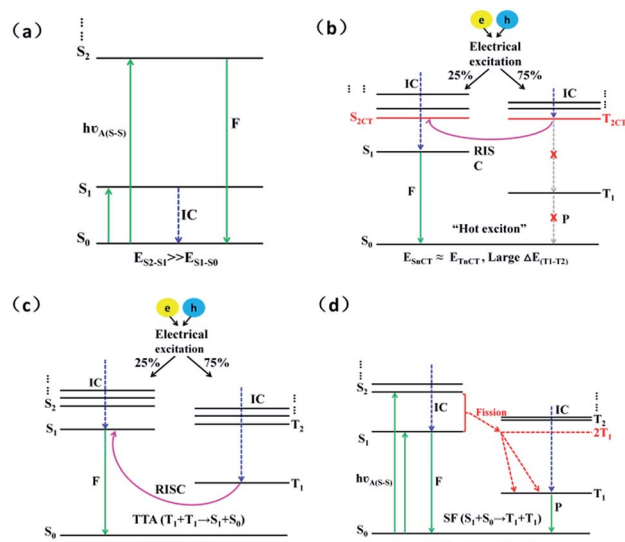 (a)
S2
hυA(S-S)
F
S1
IC
S0
ES2-S1>>ES1-S0
(b)
e h
Electrical
excitation
25% 75%
IC IC
S2CT T2CT
S1 RIS
C
T1
F
"Hot exciton" P
S0
ESnCT ≈ ETnCT, Large △E(T1-T2)
(c)
e h
Electrical
excitation
25% 75%
IC IC
S2 T2
S1
F RISC T1
TTA (T1+T1→S1+S0)
S0
(d)
S2
IC IC
Fission T2
S1 2T1
hυA(S-S) F
T1
P
S0 SF (S1+S0→T1+T1)